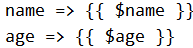 name => {{ $name }}
age => {{ $age }}